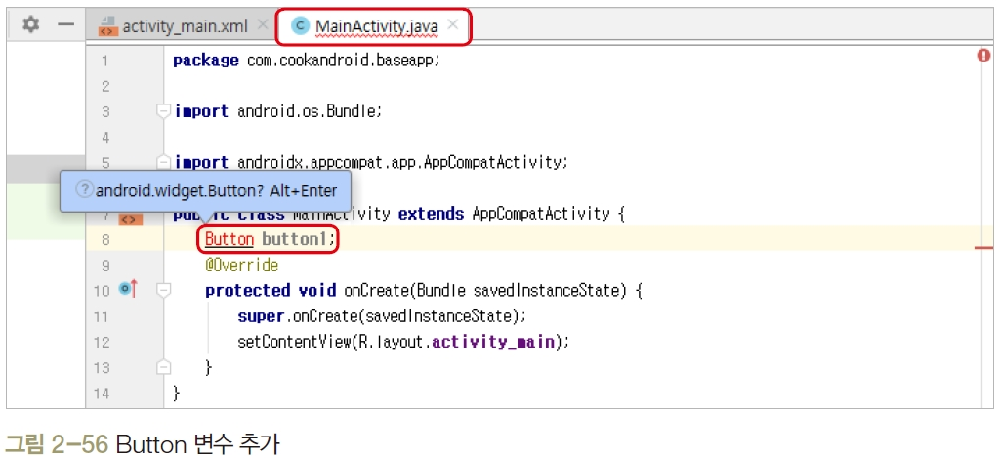 activity_main.xml × MainActivity.java ×
1 package com.cookandroid.baseapp;
2
3 import android.os.Bundle;
4
5 import androidx.appcompat.app.AppCompatActivity;
? android.widget.Button? Alt+Enter
7 public class MainActivity extends AppCompatActivity {
8 Button button1;
9 @Override
10 protected void onCreate(Bundle savedInstanceState) {
11 super.onCreate(savedInstanceState);
12 setContentView(R.layout.activity_main);
13 }
14 }
그림 2-56 Button 변수 추가